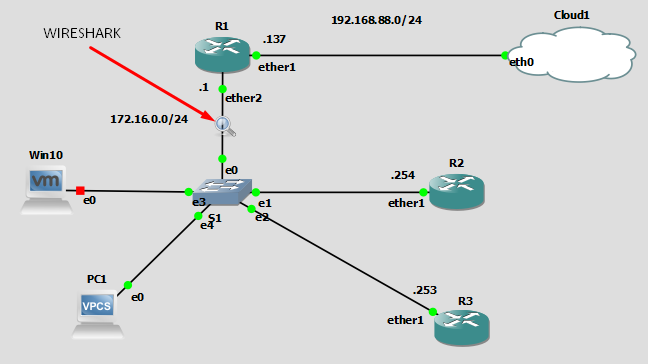 Cloud1
192.168.88.0/24
R1
WIRESHARK
.137
ether1
eth0
.1
ether2
172.16.0.0/24
Win10
vm
e0
e0
.254
R2
e3
e1
ether1
e4
S1
e2
PC1
VPCS
e0
.253
R3
ether1